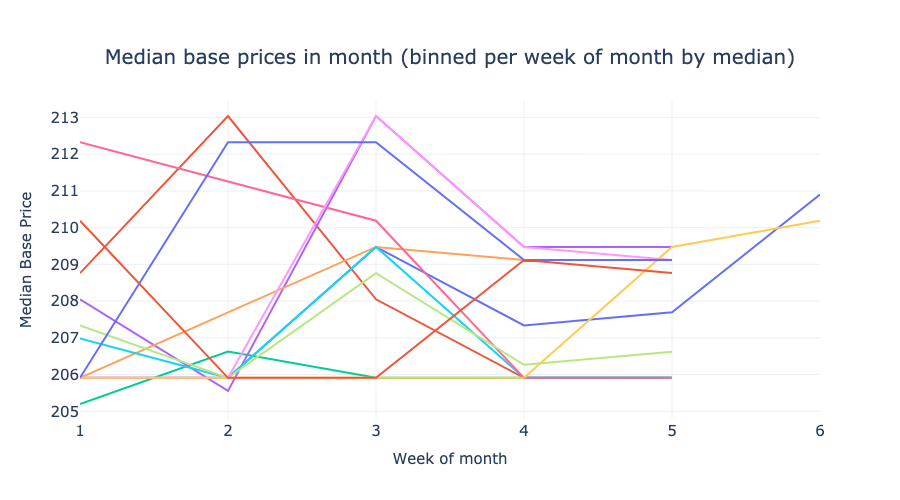 Median base prices in month (binned per week of month by median)
Median Base Price
213
212
211
210
209
208
207
206
205
1 2 3 4 5 6
Week of month